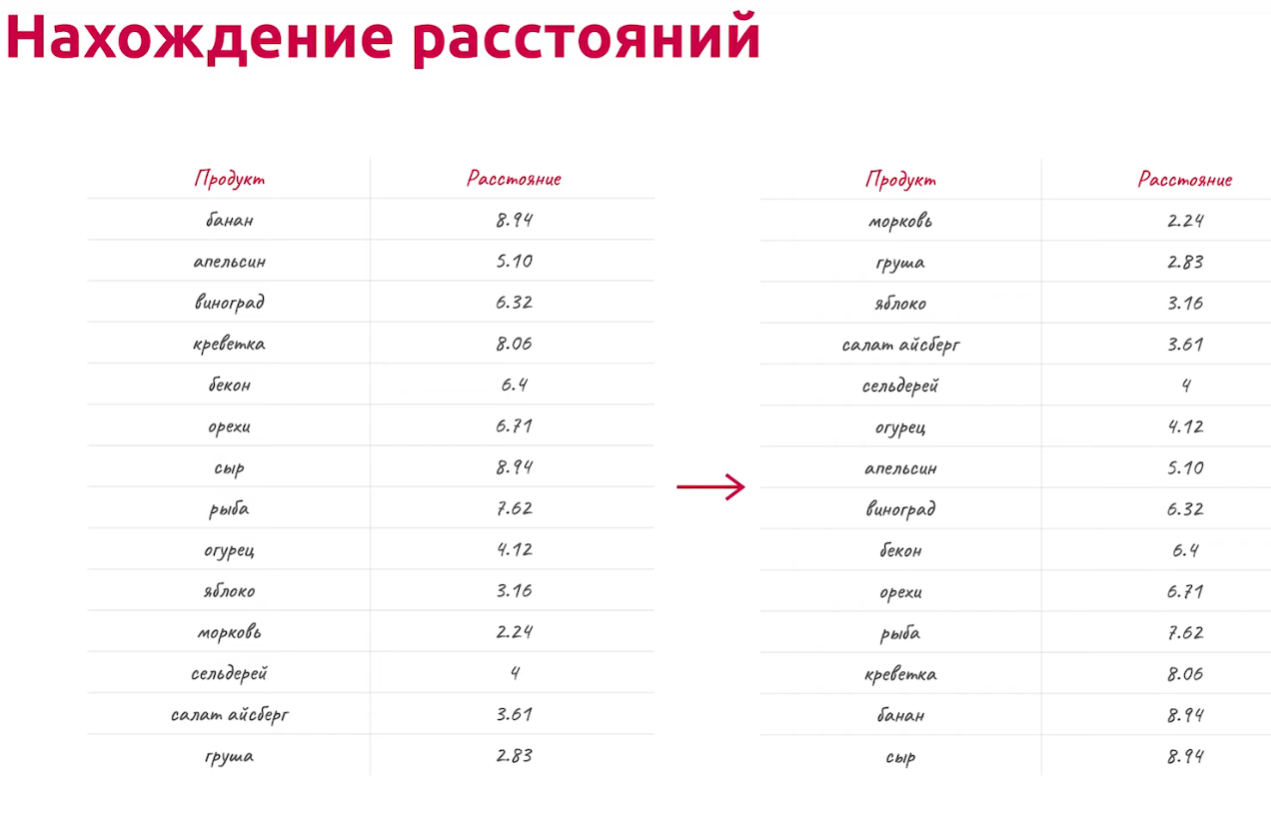 Нахождение расстояний
Продукт Расстояние
банан 8.94
апельсин 5.10
виноград 6.32
креветка 8.06
бекон 6.4
орехи 6.71
сыр 8.94
рыба 7.62
огурец 4.12
яблоко 3.16
морковь 2.24
сельдерей 4
салат айсберг 3.61
груша 2.83
Продукт Расстояние
морковь 2.24
груша 2.83
яблоко 3.16
салат айсберг 3.61
сельдерей 4
огурец 4.12
апельсин 5.10
виноград 6.32
бекон 6.4
орехи 6.71
рыба 7.62
креветка 8.06
банан 8.94
сыр 8.94